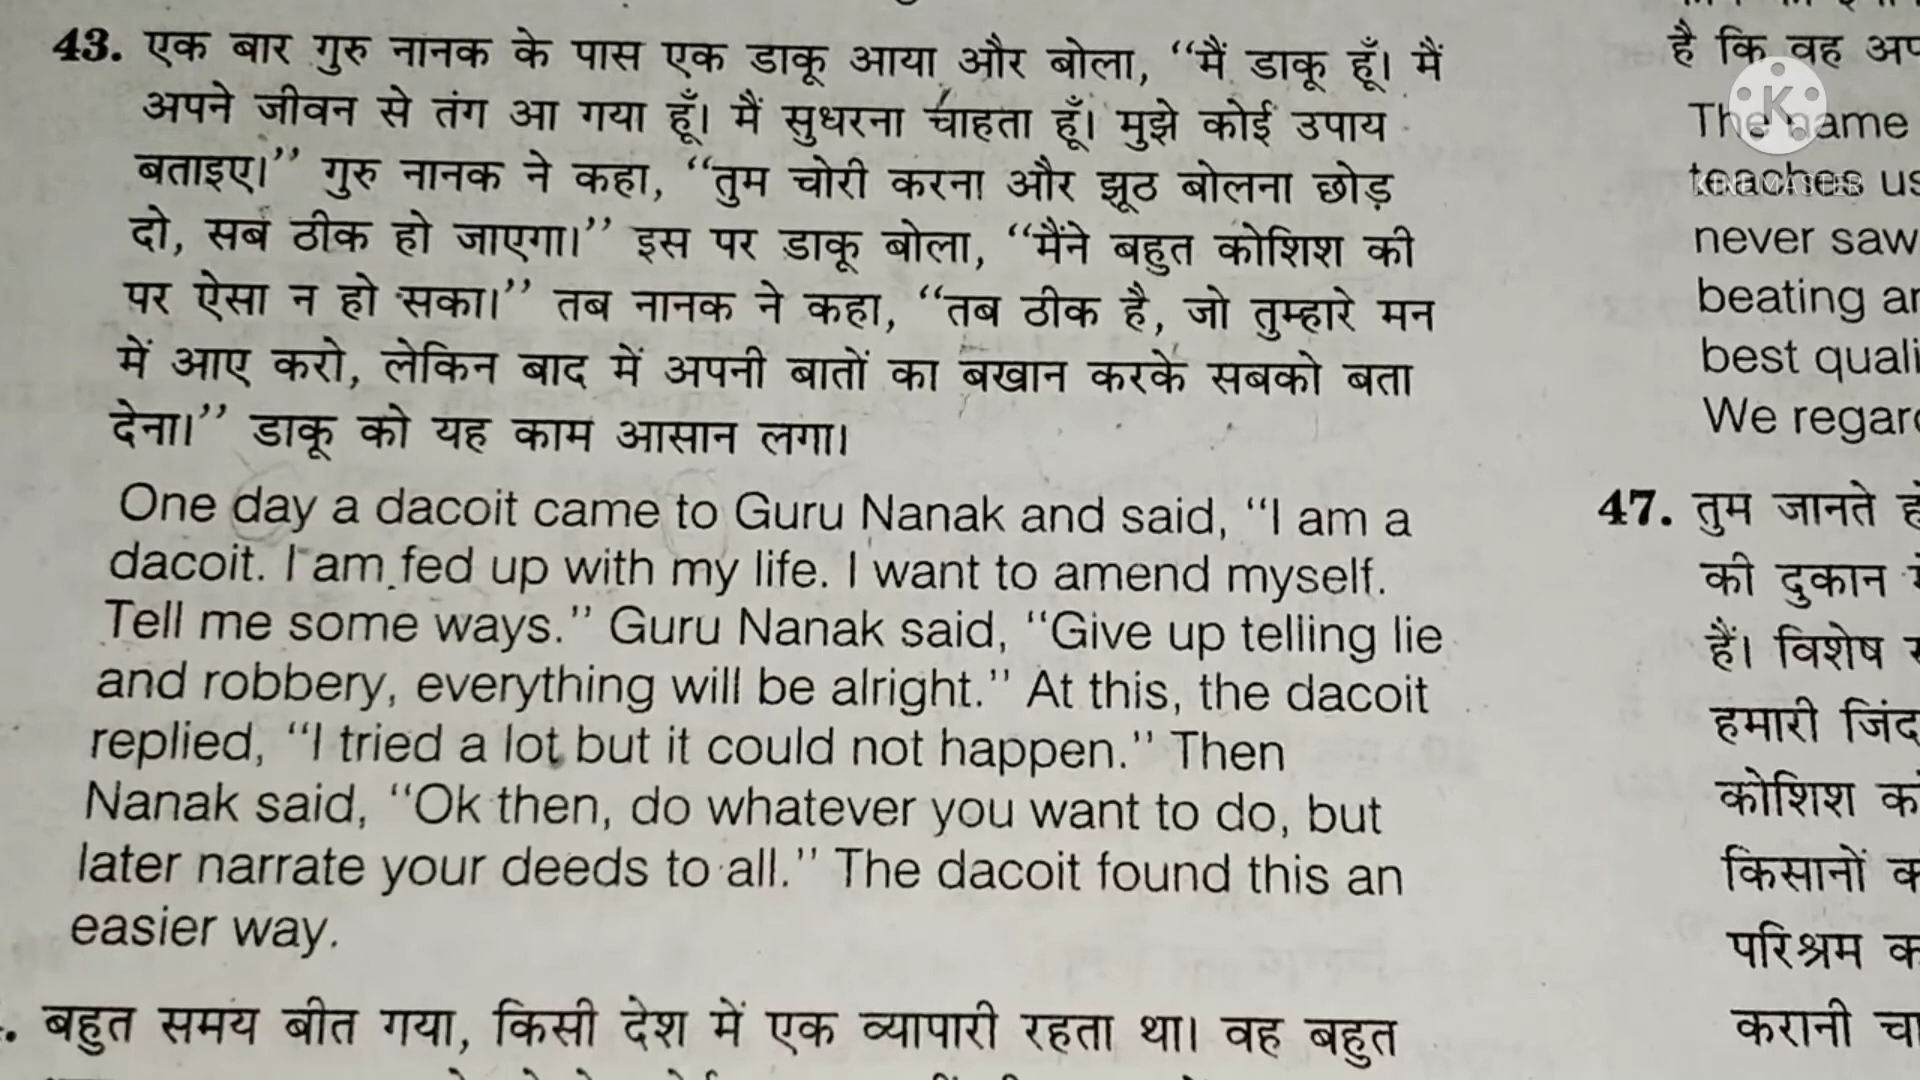 43. एक बार गुरु नानक के पास एक डाकू आया और बोला, “मैं डाकू हूँ। मैं
अपने जीवन से तंग आ गया हूँ। मैं सुधरना चाहता हूँ। मुझे कोई उपाय
बताइए।” गुरु नानक ने कहा, “तुम चोरी करना और झूठ बोलना छोड़
दो, सब ठीक हो जाएगा।” इस पर डाकू बोला, “मैंने बहुत कोशिश की
पर ऐसा न हो सका।” तब नानक ने कहा, “तब ठीक है, जो तुम्हारे मन
में आए करो, लेकिन बाद में अपनी बातों का बखान करके सबको बता
देना।” डाकू को यह काम आसान लगा।
One day a dacoit came to Guru Nanak and said, “I am a
dacoit. I am fed up with my life. I want to amend myself.
Tell me some ways.” Guru Nanak said, “Give up telling lie
and robbery, everything will be alright.” At this, the dacoit
replied, “I tried a lot but it could not happen.” Then
Nanak said, “Ok then, do whatever you want to do, but
later narrate your deeds to all.” The dacoit found this an
easier way.
. बहुत समय बीत गया, किसी देश में एक व्यापारी रहता था। वह बहुत
है कि वह
The name
teaches us
never saw
beating
best
We
47. तुम जानते
की दुकान
हैं। विशेष
हमारी
कोशिश
किसानों
परिश्रम
करानी
K
KINEMASTER